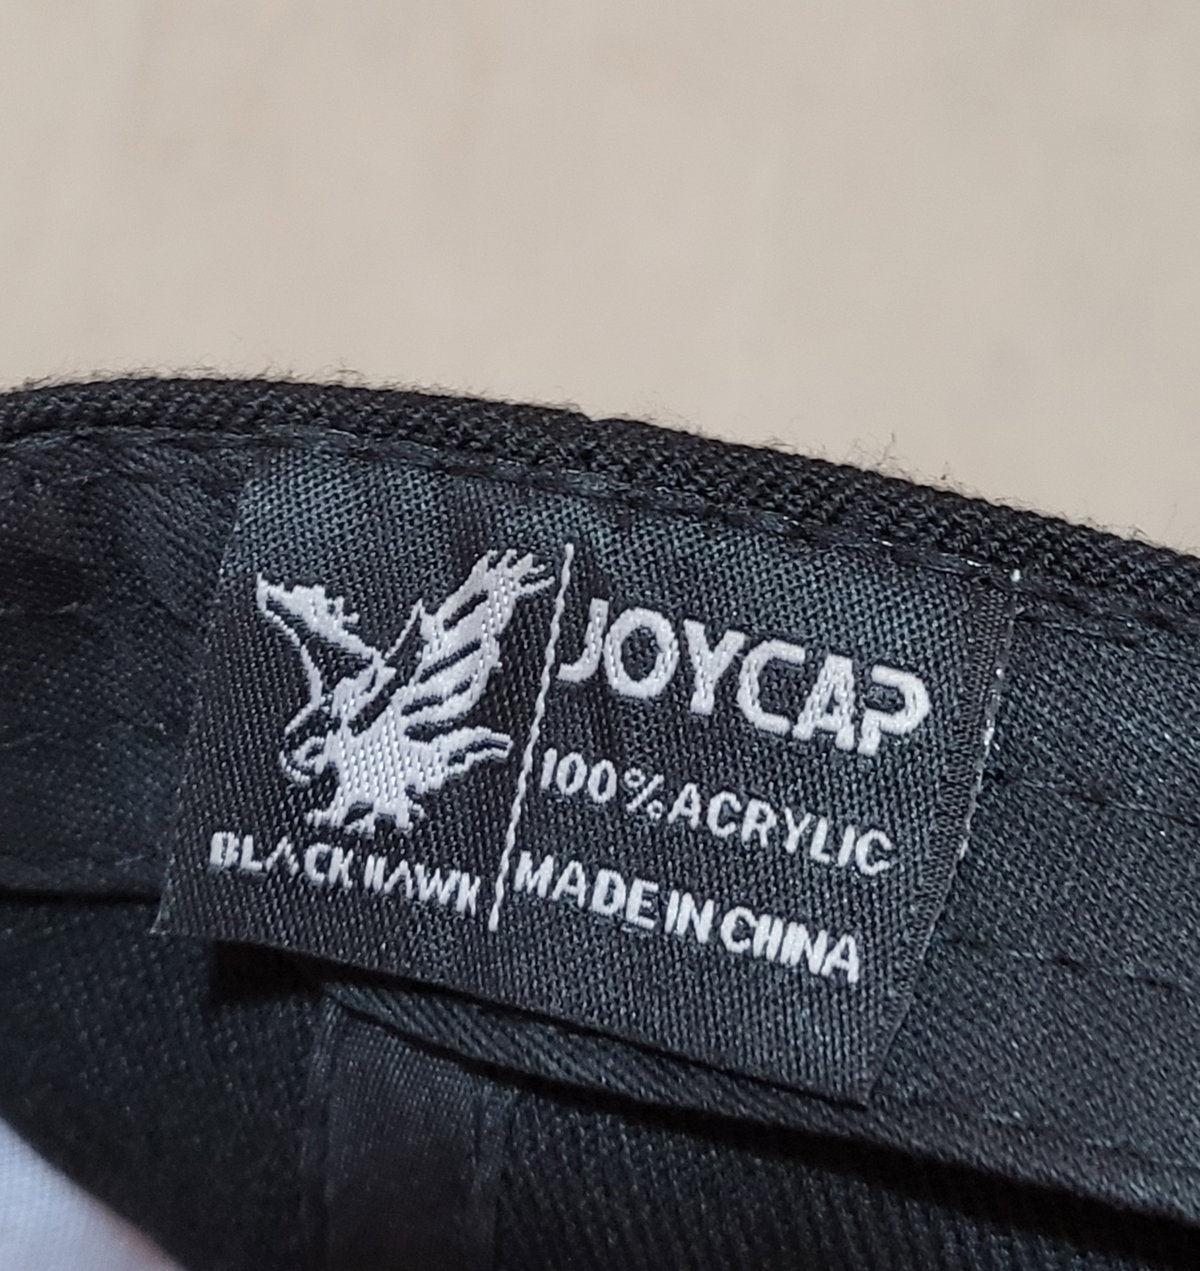 BLACK HAWK
JOYCAP
100% ACRYLIC
MADE IN CHINA